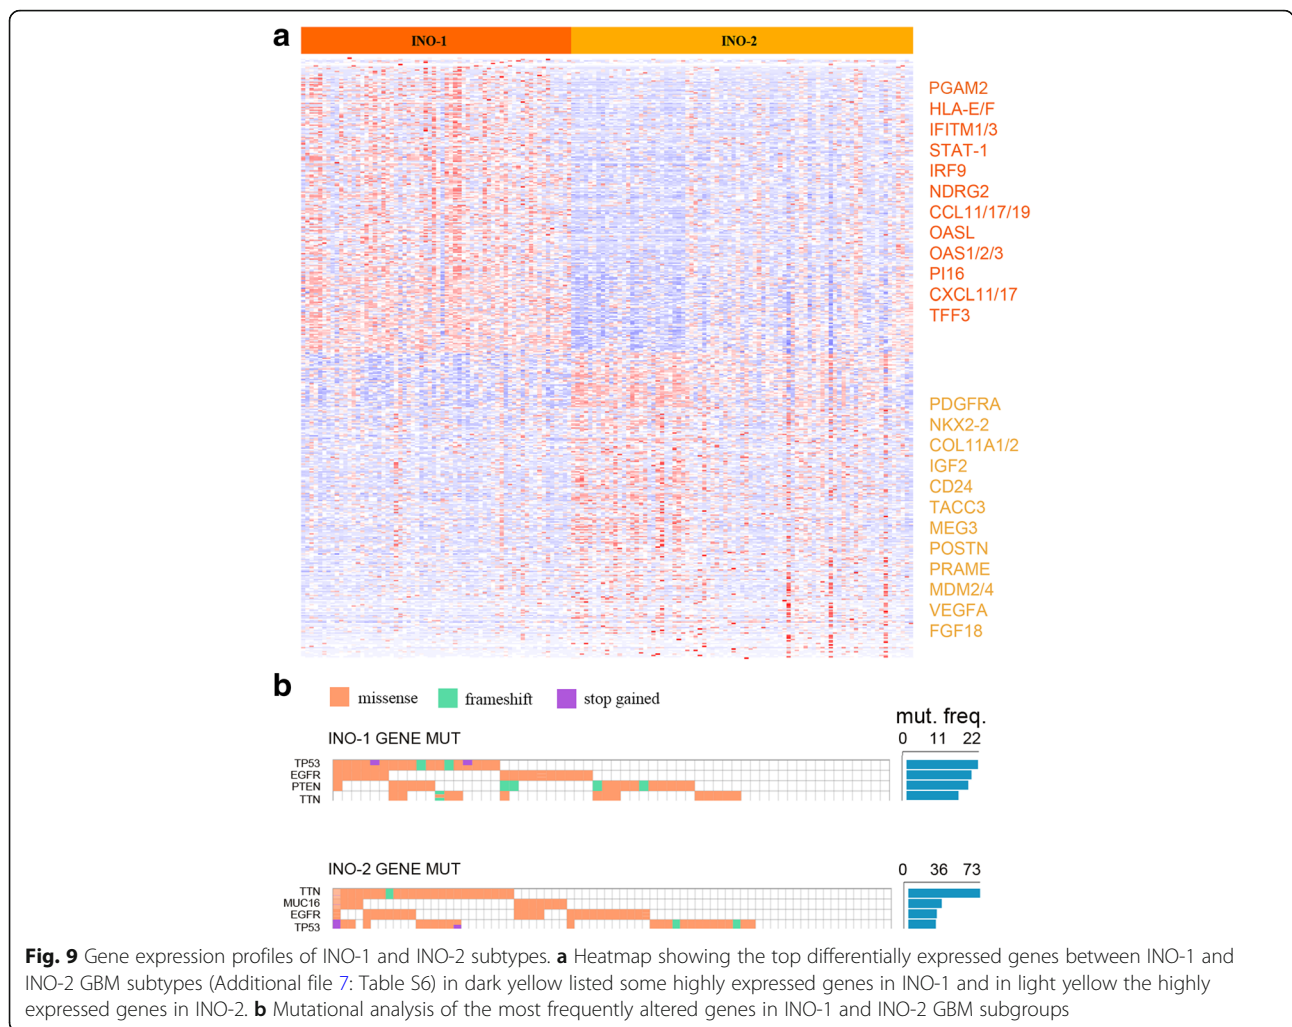 a
INO-1 INO-2
PGAM2
HLA-E/F
IFITM1/3
STAT-1
IRF9
NDRG2
CCL11/17/19
OASL
OAS1/2/3
PI16
CXCL11/17
TFF3
PDGFRA
NKX2-2
COL11A1/2
IGF2
CD24
TACC3
MEG3
POSTN
PRAME
MDM2/4
VEGFA
FGF18
b
missense frameshift stop gained
mut. freq.
INO-1 GENE MUT 0 11 22
TP53
EGFR
PTEN
TTN
INO-2 GENE MUT 0 36 73
TTN
MUC16
EGFR
TP53
Fig. 9 Gene expression profiles of INO-1 and INO-2 subtypes. a Heatmap showing the top differentially expressed genes between INO-1 and
INO-2 GBM subtypes (Additional file 7: Table S6) in dark yellow listed some highly expressed genes in INO-1 and in light yellow the highly
expressed genes in INO-2. b Mutational analysis of the most frequently altered genes in INO-1 and INO-2 GBM subgroups